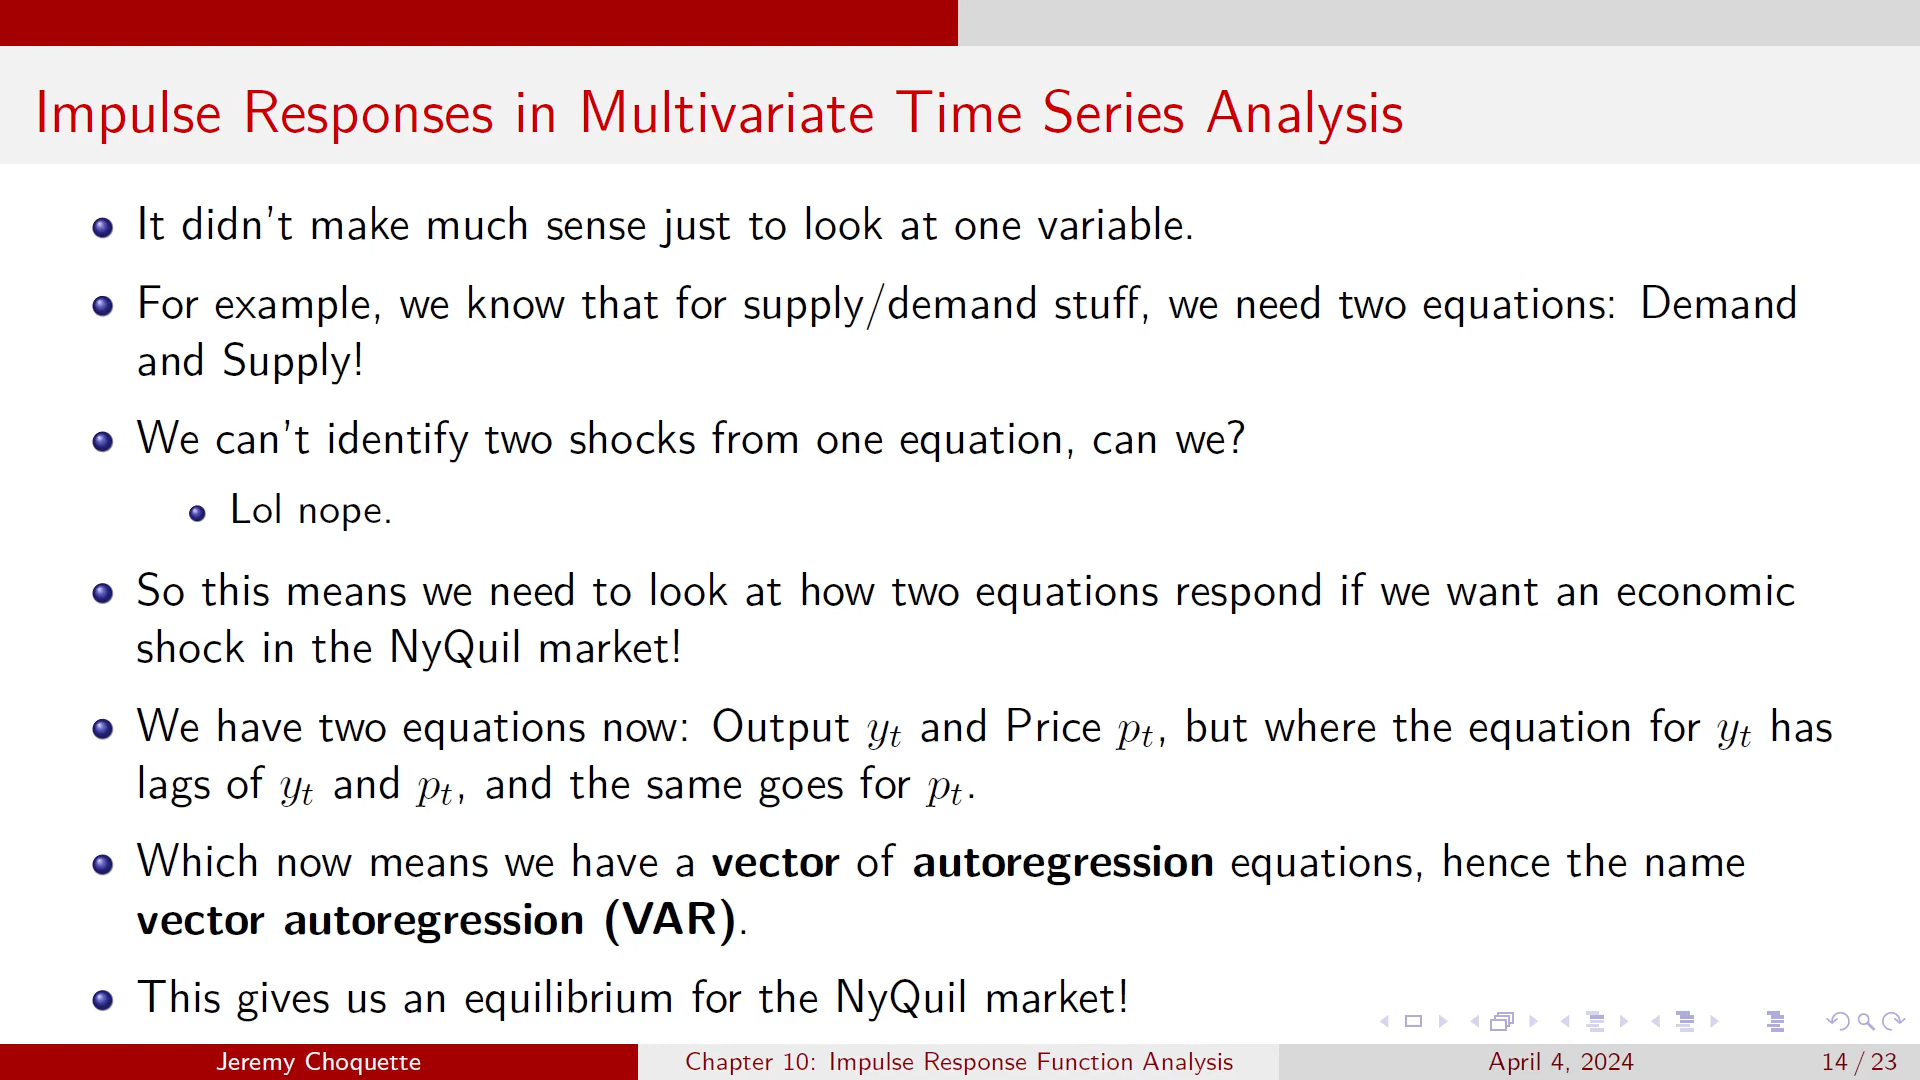 Impulse Responses in Multivariate Time Series Analysis
It didn't make much sense just to look at one variable.
For example, we know that for supply/demand stuff, we need two equations: Demand
and Supply!
We can't identify two shocks from one equation, can we?
Lol nope.
So this means we need to look at how two equations respond if we want an economic
shock in the NyQuil market!
We have two equations now: Output y_t and Price p_t, but where the equation for y_t has
lags of y_t and p_t, and the same goes for p_t.
Which now means we have a vector of autoregression equations, hence the name
vector autoregression (VAR).
This gives us an equilibrium for the NyQuil market!
Jeremy Choquette
Chapter 10: Impulse Response Function Analysis
April 4, 2024
14 / 23